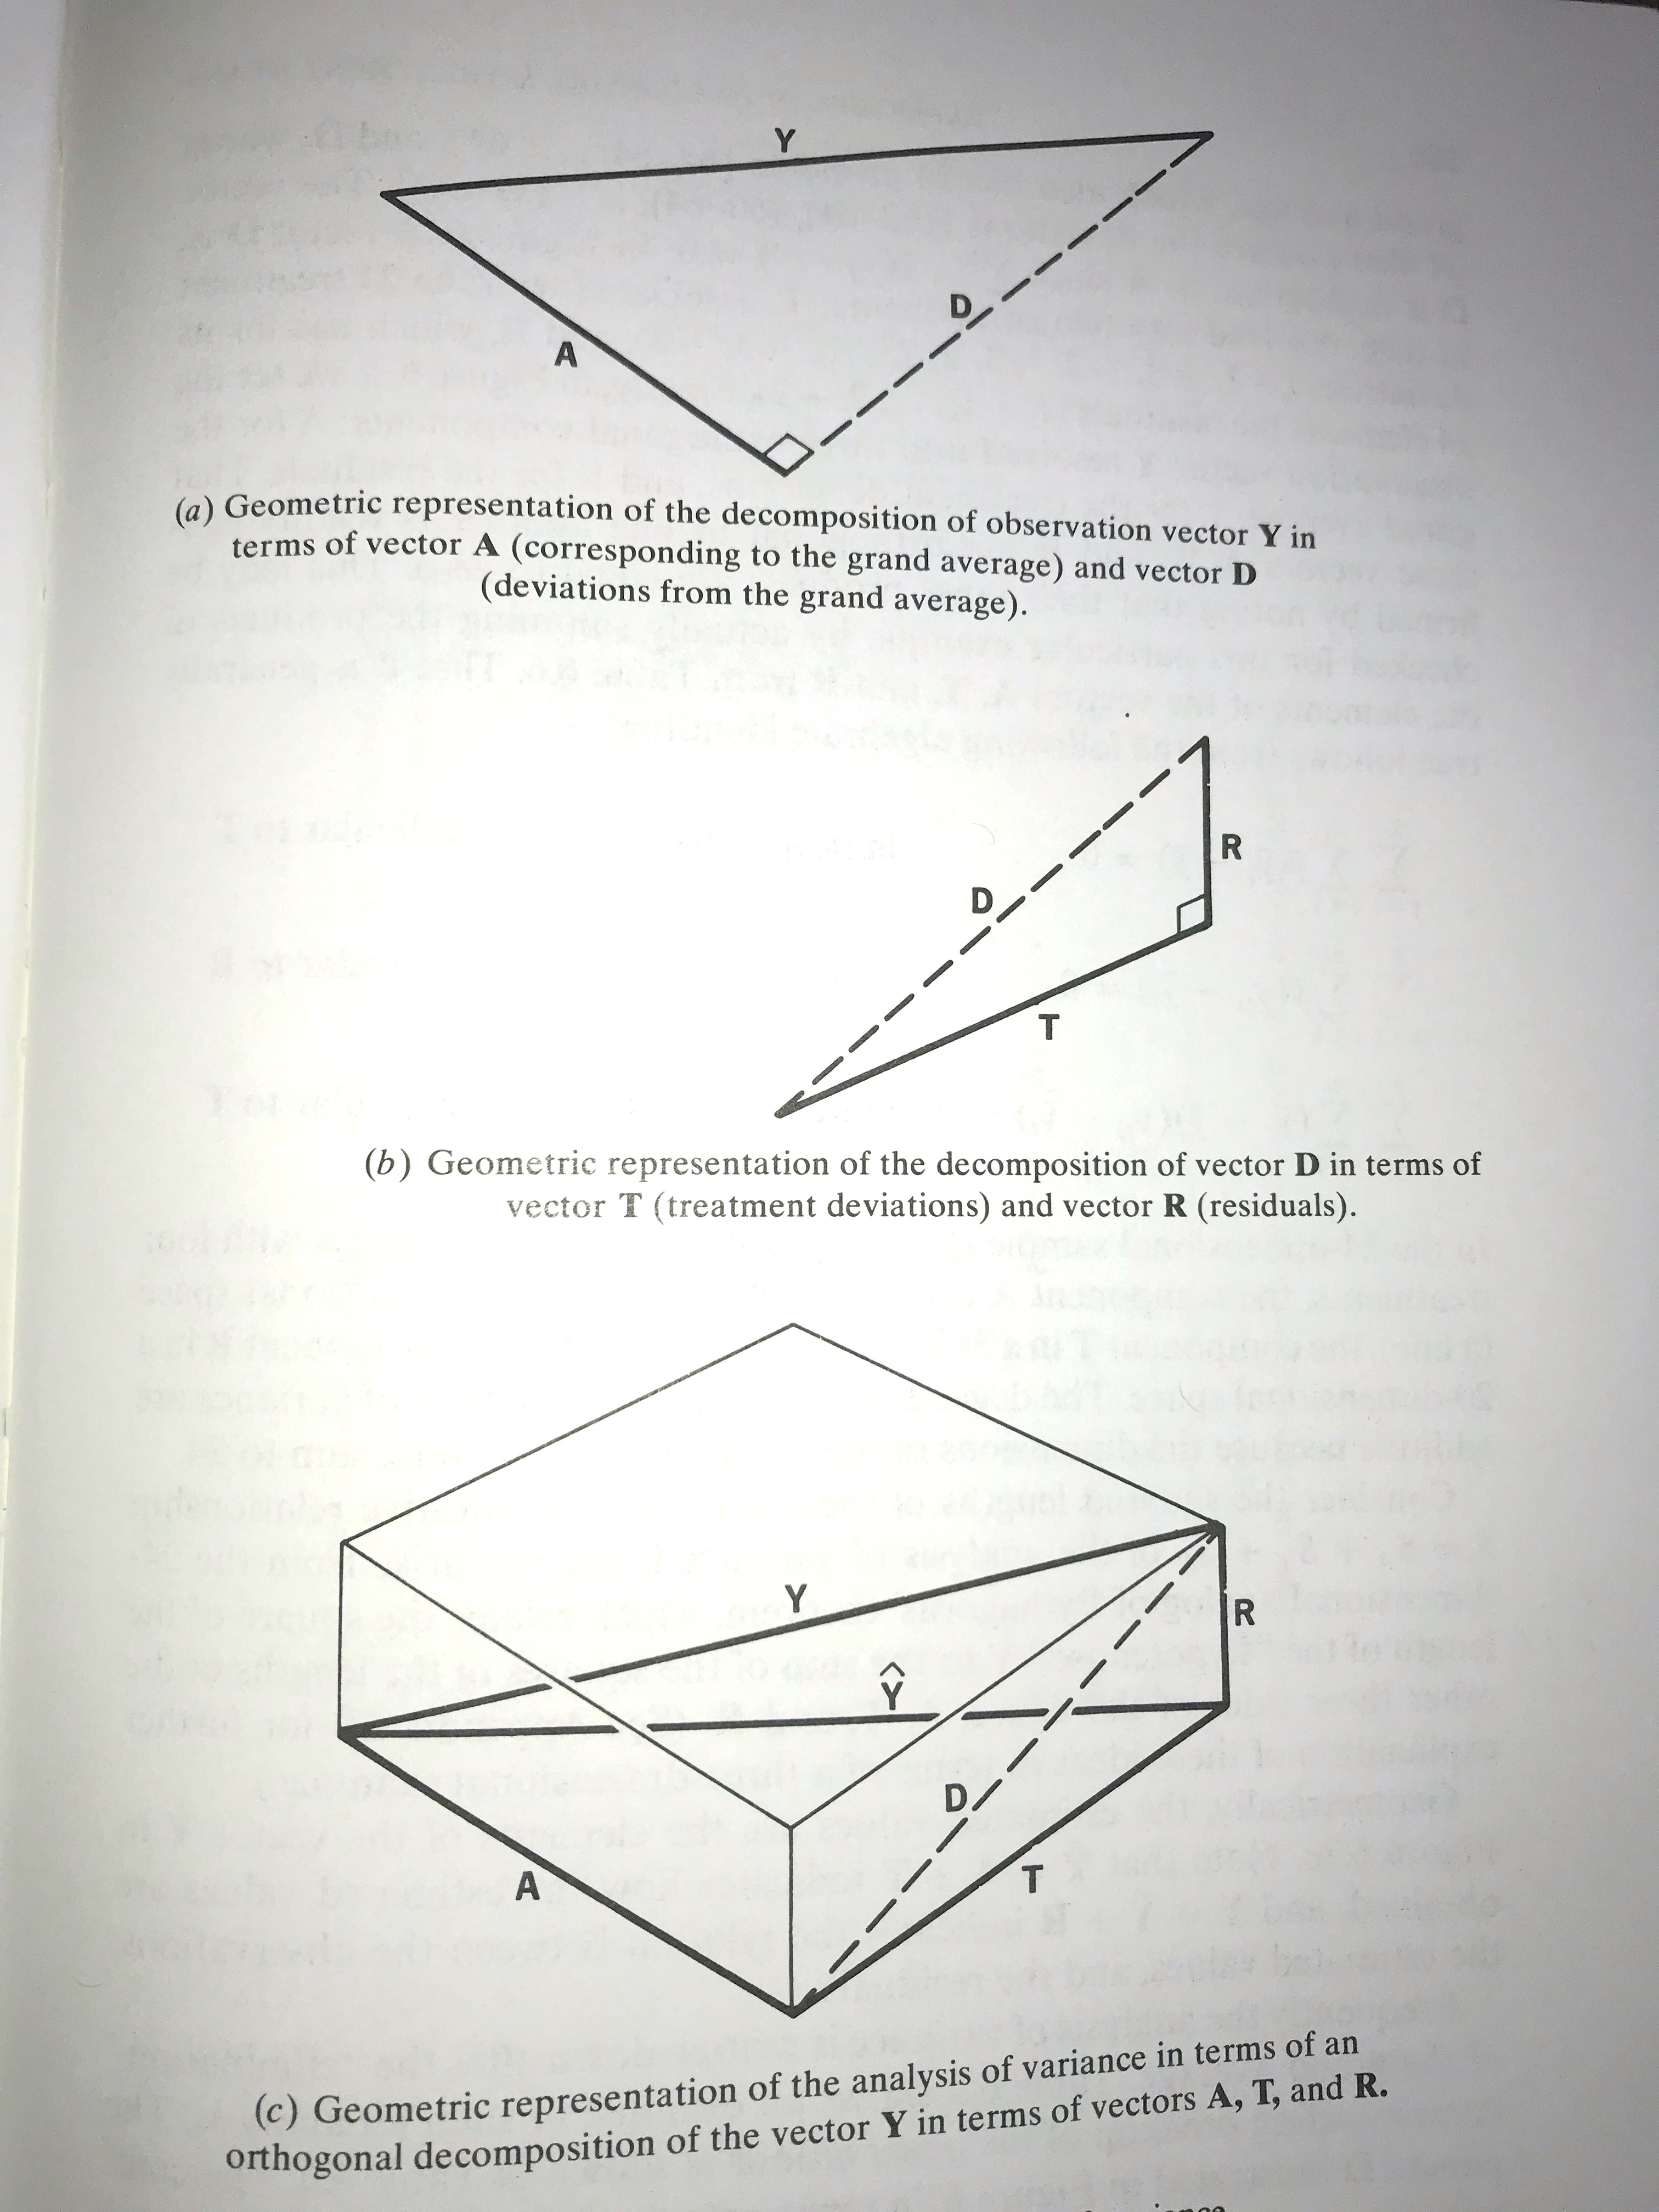 Y
D
A
(a) Geometric representation of the decomposition of observation vector Y in
terms of vector A (corresponding to the grand average) and vector D
(deviations from the grand average).
R
D
T
(b) Geometric representation of the decomposition of vector D in terms of
vector T (treatment deviations) and vector R (residuals).
Y
R
Ŷ
D
A
T
(c) Geometric representation of the analysis of variance in terms of an
orthogonal decomposition of the vector Y in terms of vectors A, T, and R.